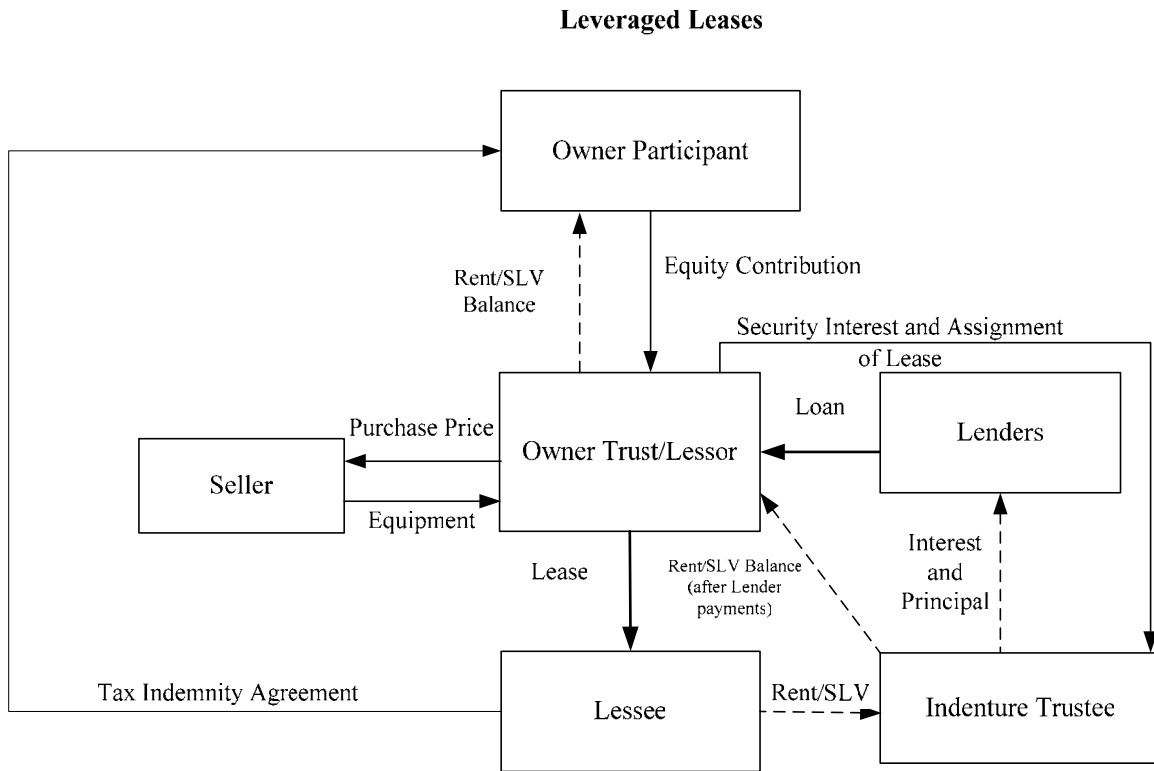 Leveraged Leases
Owner Participant
Rent/SLV
Balance
Equity Contribution
Security Interest and Assignment
of Lease
Purchase Price
Owner Trust/Lessor
Loan
Lenders
Seller
Equipment
Lease
Rent/SLV Balance
(after Lender
payments)
Interest
and
Principal
Tax Indemnity Agreement
Lessee
Rent/SLV
Indenture Trustee